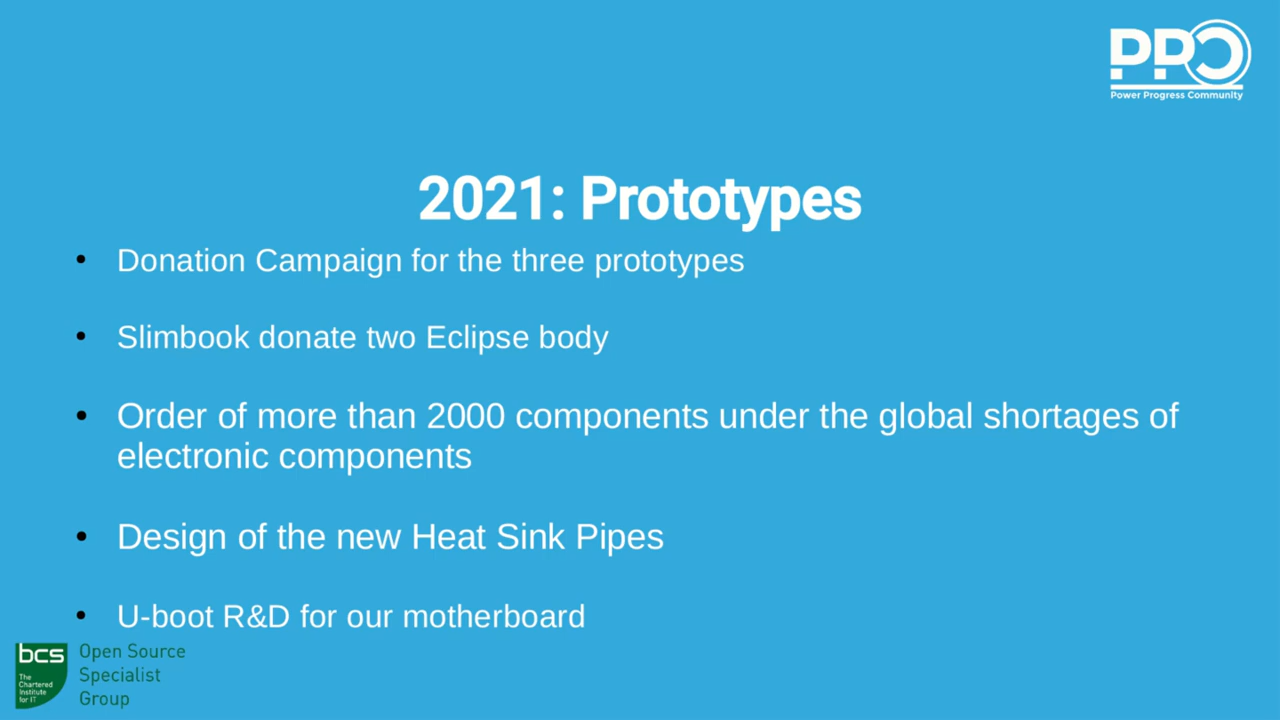 PPC
Power Progress Community
2021: Prototypes
• Donation Campaign for the three prototypes
• Slimbook donate two Eclipse body
• Order of more than 2000 components under the global shortages of
electronic components
• Design of the new Heat Sink Pipes
• U-boot R&D for our motherboard
bcs
The
Chartered
Institute
for IT
Open Source
Specialist
Group